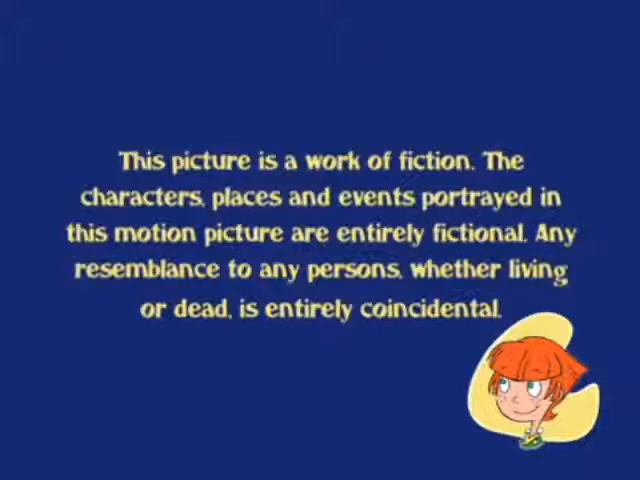 This picture is a work of fiction. The
characters, places and events portrayed in
this motion picture are entirely fictional. Any
resemblance to any persons, whether living
or dead, is entirely coincidental.